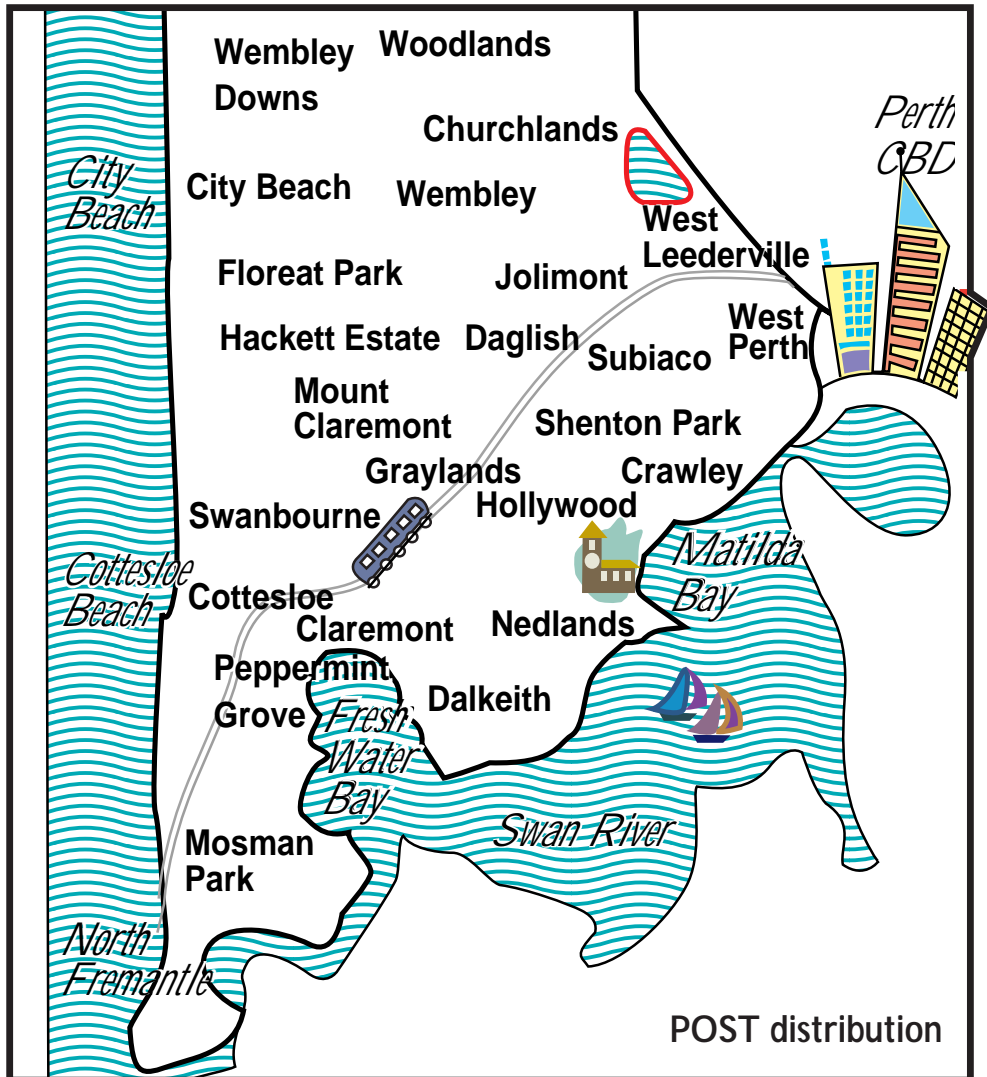 Wembley
Downs
Woodlands
Churchlands
Perth
CBD
City
Beach
City Beach
Wembley
West
Leederville
Floreat Park
Jolimont
Hackett Estate
Daglish
West
Perth
Subiaco
Mount
Claremont
Shenton Park
Graylands
Crawley
Swanbourne
Hollywood
Matilda
Bay
Cottesloe
Beach
Cottesloe
Claremont
Nedlands
Peppermint
Grove
Dalkeith
Fresh
Water
Bay
Swan River
Mosman
Park
North
Fremantle
POST distribution